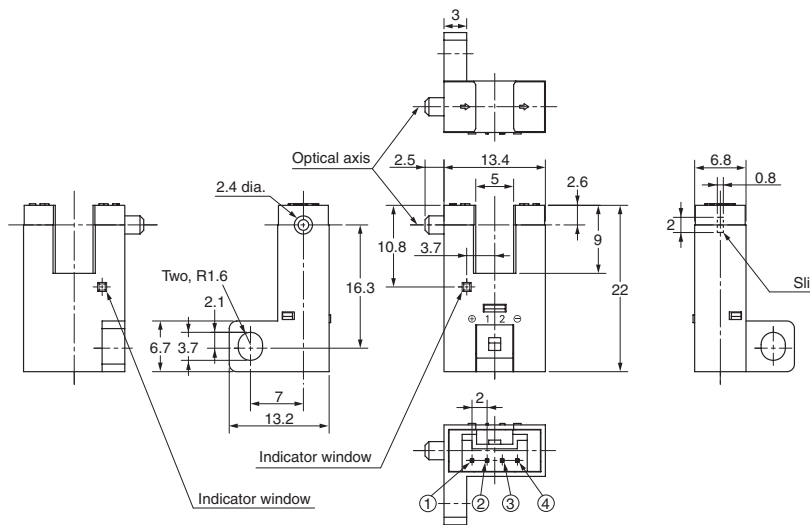 3
Optical axis
2.5
13.4
5
2.6
6.8
0.8
2.4 dia.
10.8
3.7
9
2
Two, R1.6
16.3
22
Sli
2.1
⊕ 1 2 ⊖
6.7
3.7
7
13.2
2
Indicator window
Indicator window
① ② ③ ④